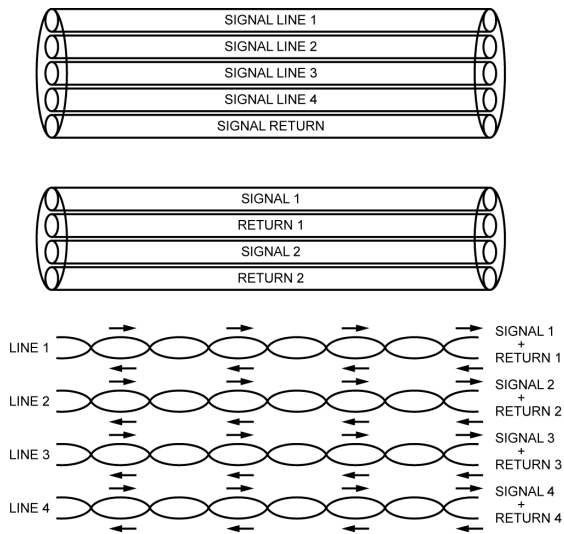 SIGNAL LINE 1
SIGNAL LINE 2
SIGNAL LINE 3
SIGNAL LINE 4
SIGNAL RETURN
SIGNAL 1
RETURN 1
SIGNAL 2
RETURN 2
LINE 1
SIGNAL 1
+
RETURN 1
LINE 2
SIGNAL 2
+
RETURN 2
LINE 3
SIGNAL 3
+
RETURN 3
LINE 4
SIGNAL 4
+
RETURN 4